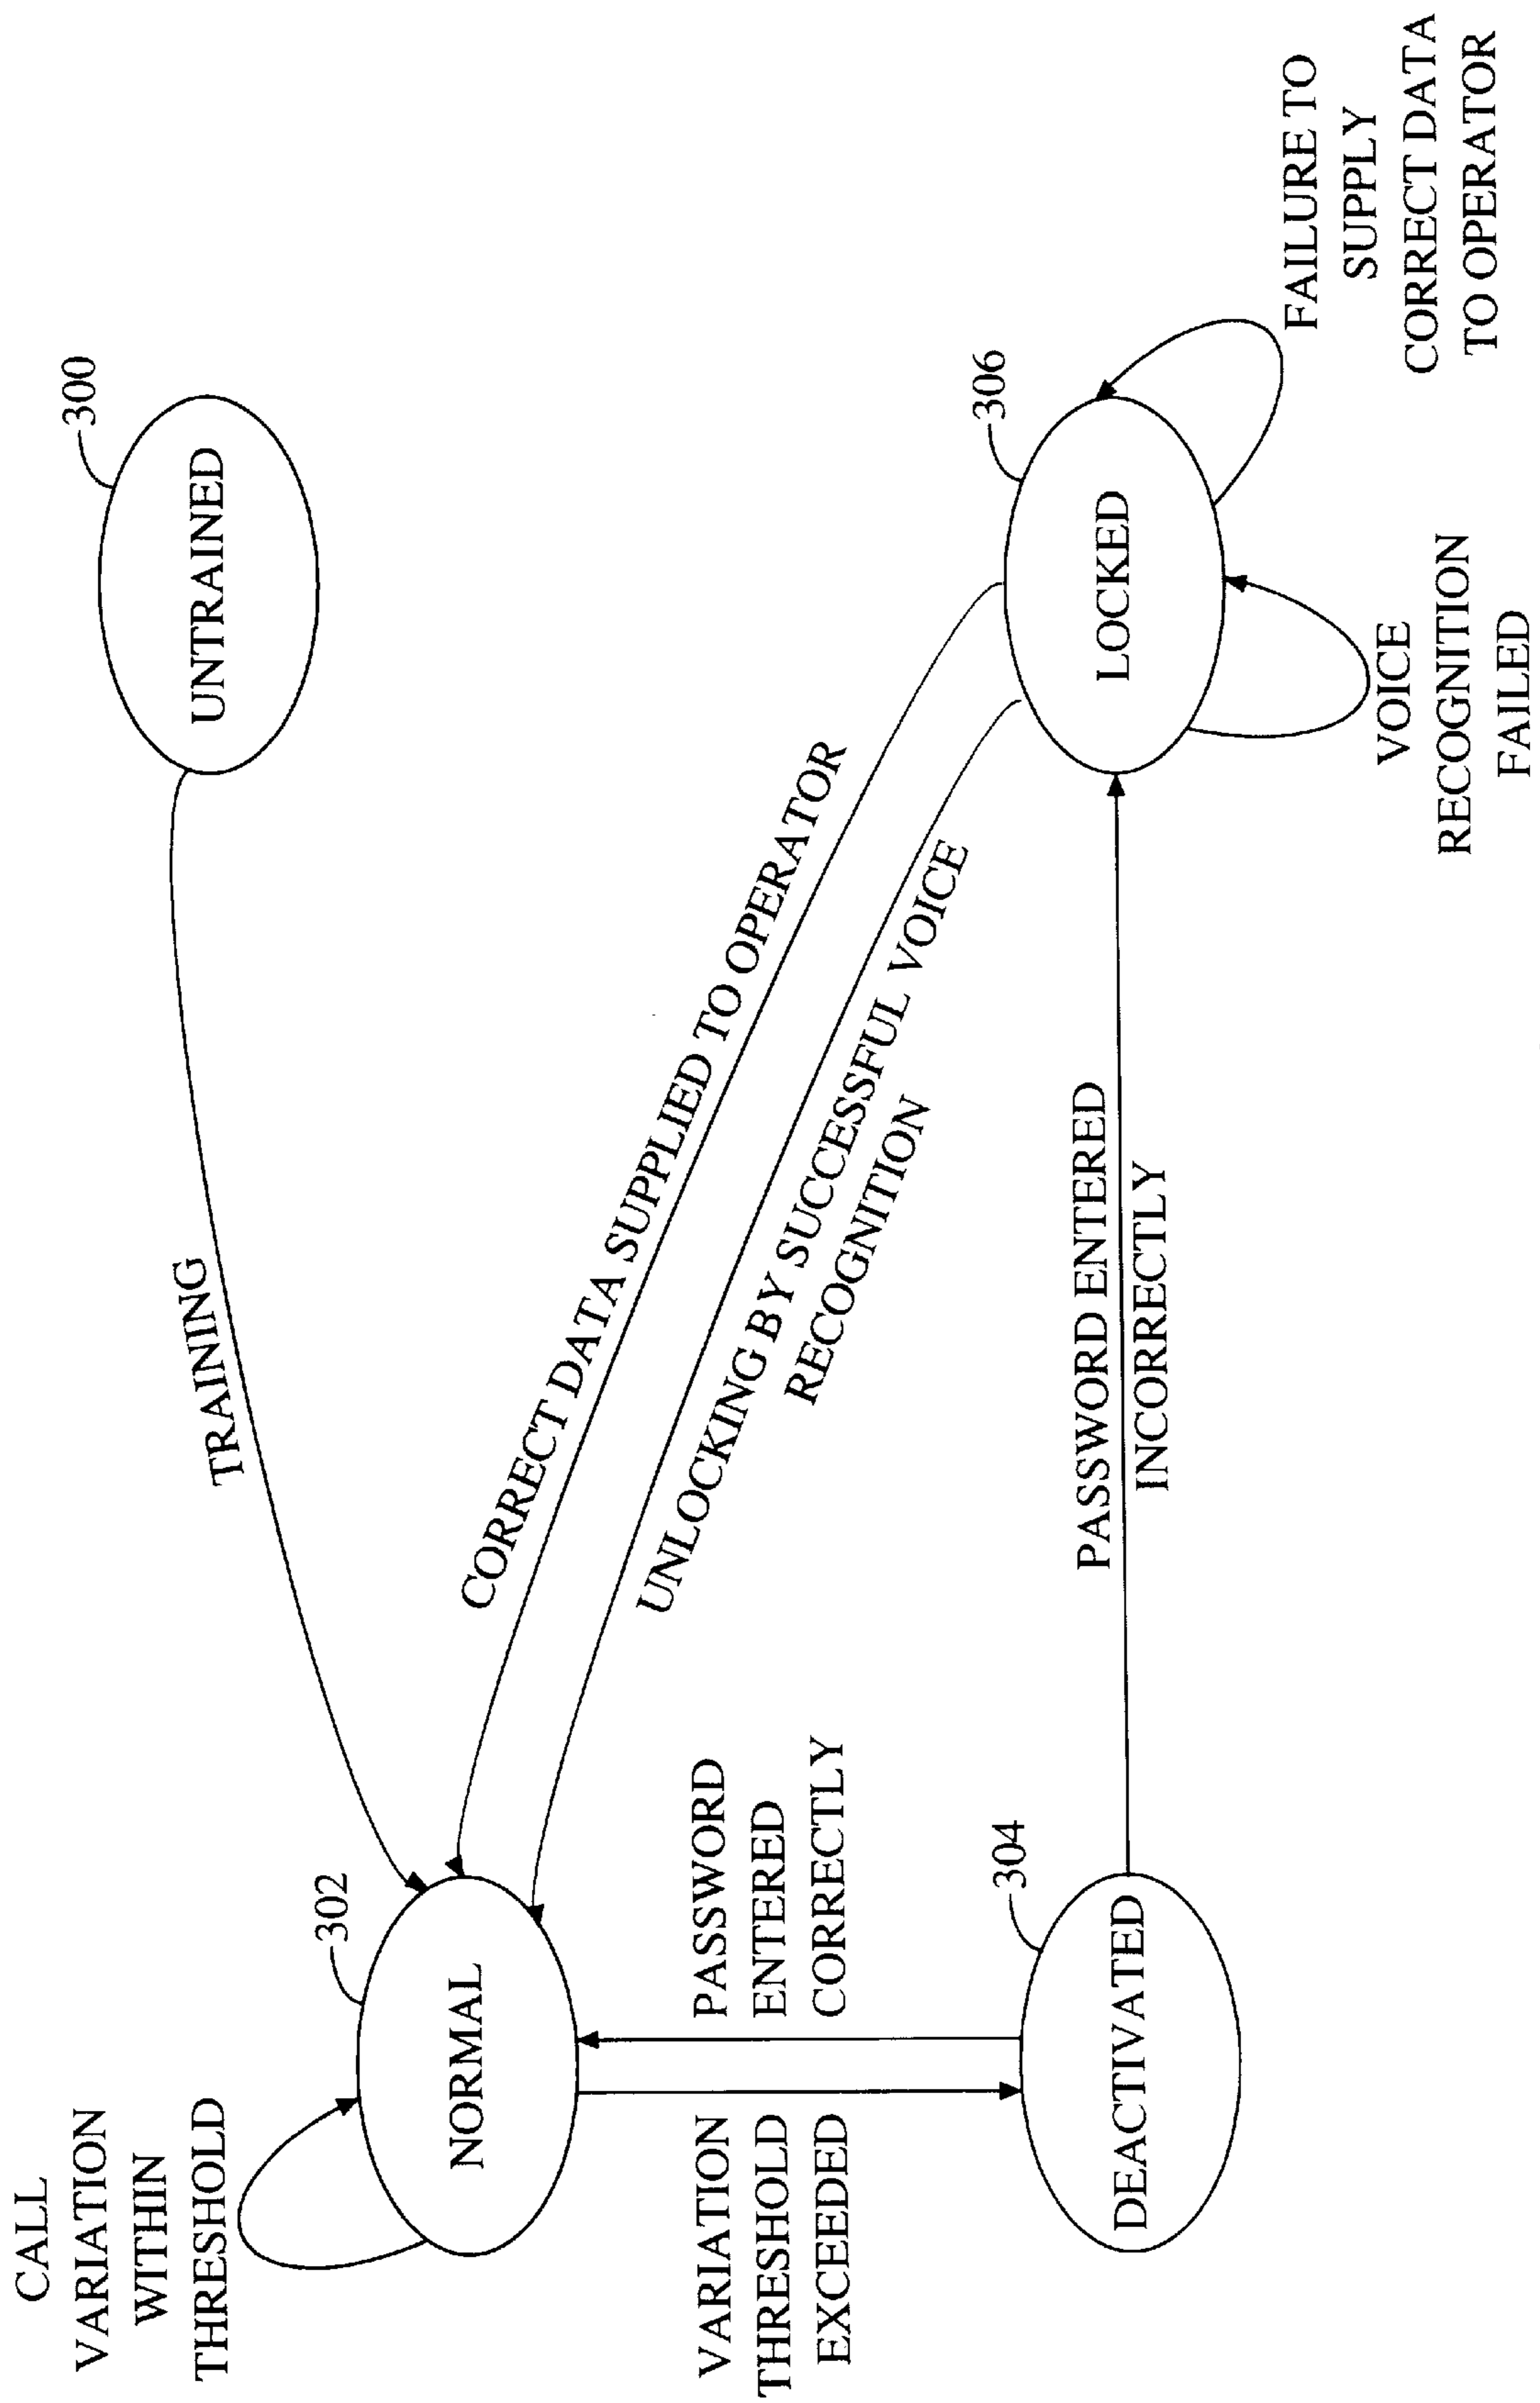 CALL
VARIATION
WITHIN
THRESHOLD
302
NORMAL
TRAINING
300
UNTRAINED
CORRECT DATA SUPPLIED TO OPERATOR
UNLOCKING BY SUCCESSFUL VOICE
RECOGNITION
VARIATION
THRESHOLD
EXCEEDED
PASSWORD
ENTERED
CORRECTLY
304
DEACTIVATED
PASSWORD ENTERED
INCORRECTLY
306
LOCKED
VOICE
RECOGNITION
FAILED
FAILURE TO
SUPPLY
CORRECT DATA
TO OPERATOR